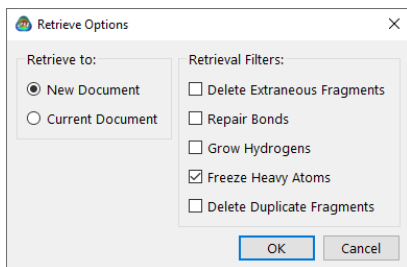 Retrieve Options
Retrieve to:
New Document
Current Document
Retrieval Filters:
Delete Extraneous Fragments
Repair Bonds
Grow Hydrogens
Freeze Heavy Atoms
Delete Duplicate Fragments
OK
Cancel